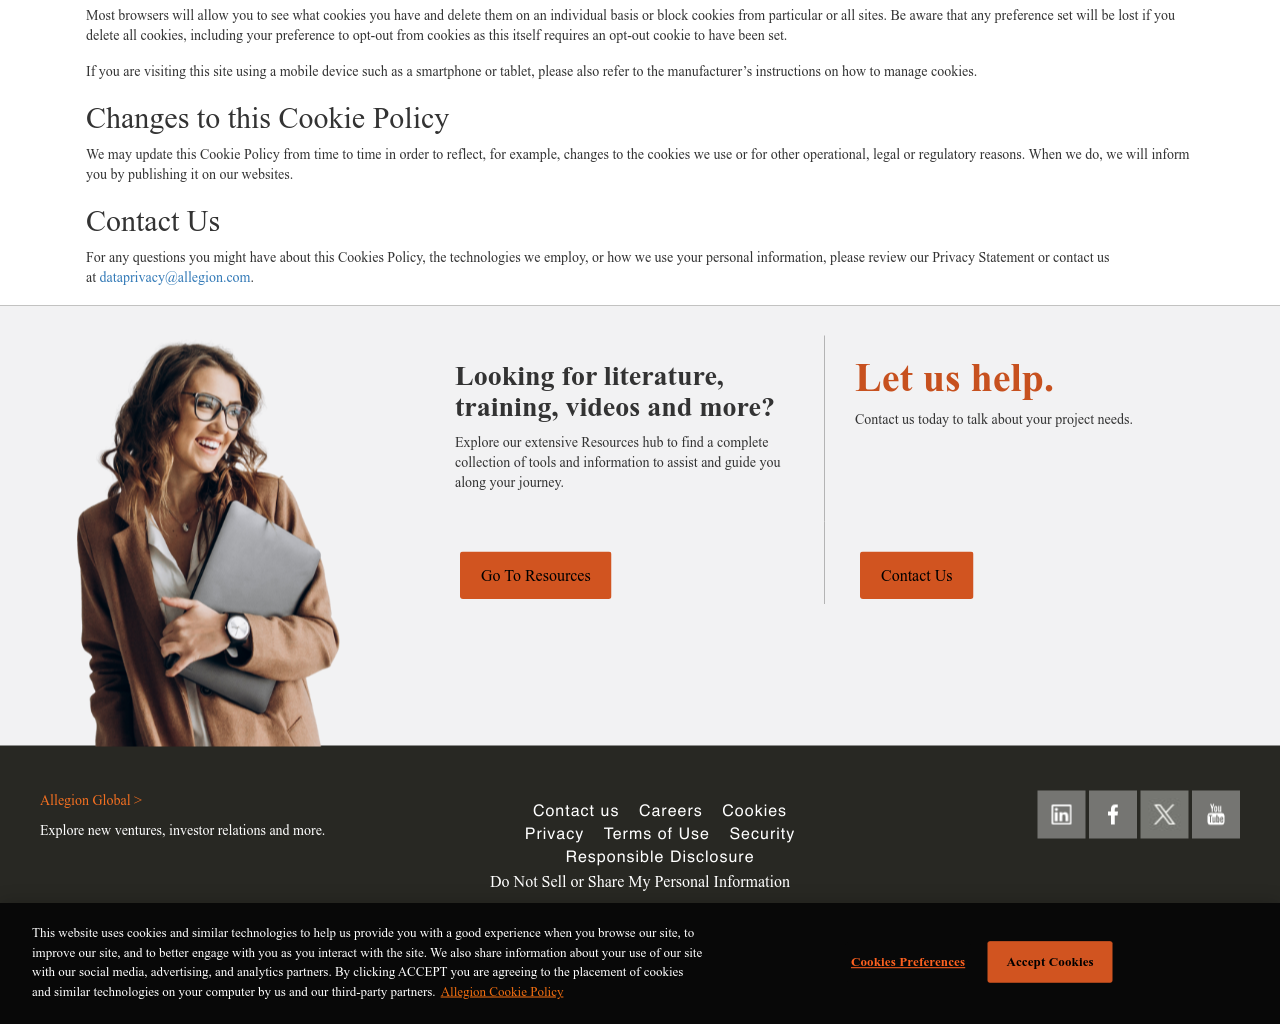 Most browsers will allow you to see what cookies you have and delete them on an individual basis or block cookies from particular or all sites. Be aware that any preference set will be lost if you
delete all cookies, including your preference to opt-out from cookies as this itself requires an opt-out cookie to have been set.
If you are visiting this site using a mobile device such as a smartphone or tablet, please also refer to the manufacturer’s instructions on how to manage cookies.
Changes to this Cookie Policy
We may update this Cookie Policy from time to time in order to reflect, for example, changes to the cookies we use or for other operational, legal or regulatory reasons. When we do, we will inform
you by publishing it on our websites.
Contact Us
For any questions you might have about this Cookies Policy, the technologies we employ, or how we use your personal information, please review our Privacy Statement or contact us
at dataprivacy@allegion.com.
Looking for literature,
training, videos and more?
Explore our extensive Resources hub to find a complete
collection of tools and information to assist and guide you
along your journey.
Go To Resources
Let us help.
Contact us today to talk about your project needs.
Contact Us
Allegion Global >
Explore new ventures, investor relations and more.
Contact us Careers Cookies
Privacy Terms of Use Security
Responsible Disclosure
Do Not Sell or Share My Personal Information
You
Tube
This website uses cookies and similar technologies to help us provide you with a good experience when you browse our site, to
improve our site, and to better engage with you as you interact with the site. We also share information about your use of our site
with our social media, advertising, and analytics partners. By clicking ACCEPT you are agreeing to the placement of cookies
and similar technologies on your computer by us and our third-party partners. Allegion Cookie Policy
Cookies Preferences
Accept Cookies